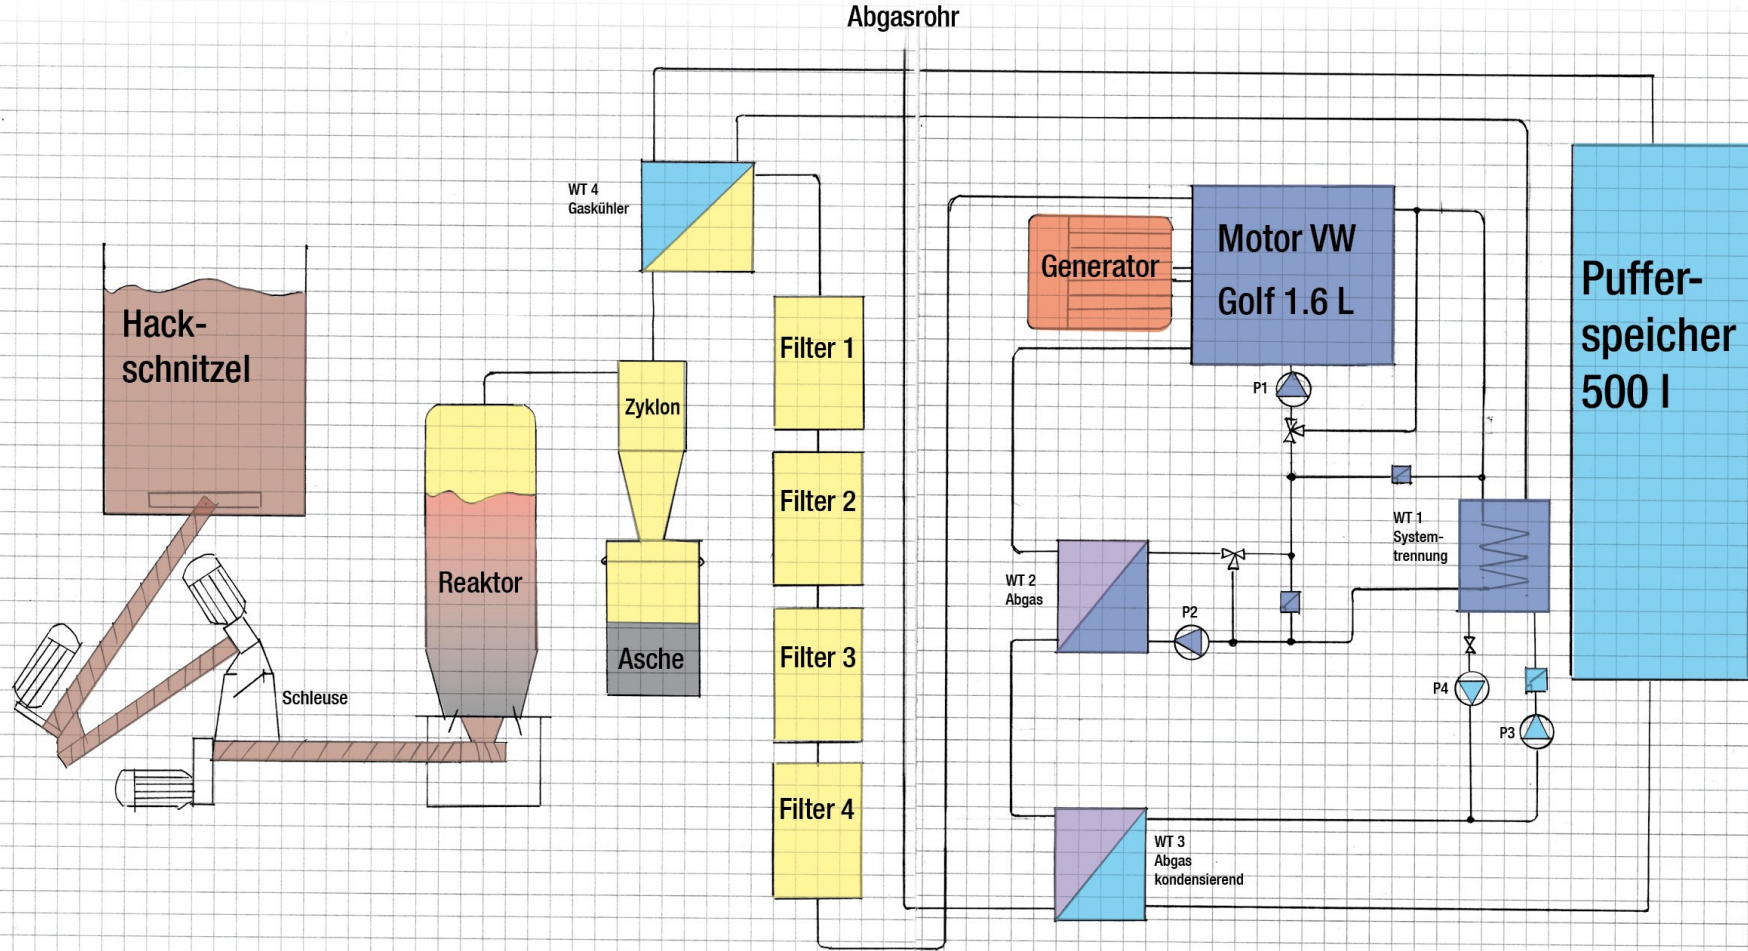 Abgasrohr
WT 4
Gaskühler
Hack-
schnitzel
Schleuse
Reaktor
Zyklon
Asche
Filter 1
Filter 2
Filter 3
Filter 4
Generator
Motor VW
Golf 1.6 L
P1
WT 2
Abgas
P2
WT 1
System-
trennung
P4
P3
WT 3
Abgas
kondensierend
Puffer-
speicher
500 l